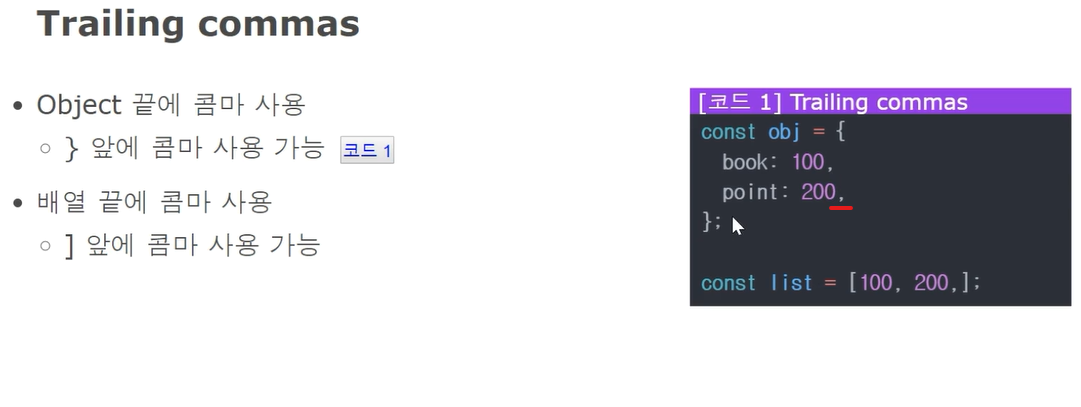 Trailing commas
• Object 끝에 콤마 사용
○ } 앞에 콤마 사용 가능 코드 1
• 배열 끝에 콤마 사용
○ ] 앞에 콤마 사용 가능
[코드 1] Trailing commas
const obj = {
  book: 100,
  point: 200,
};
const list = [100, 200,];